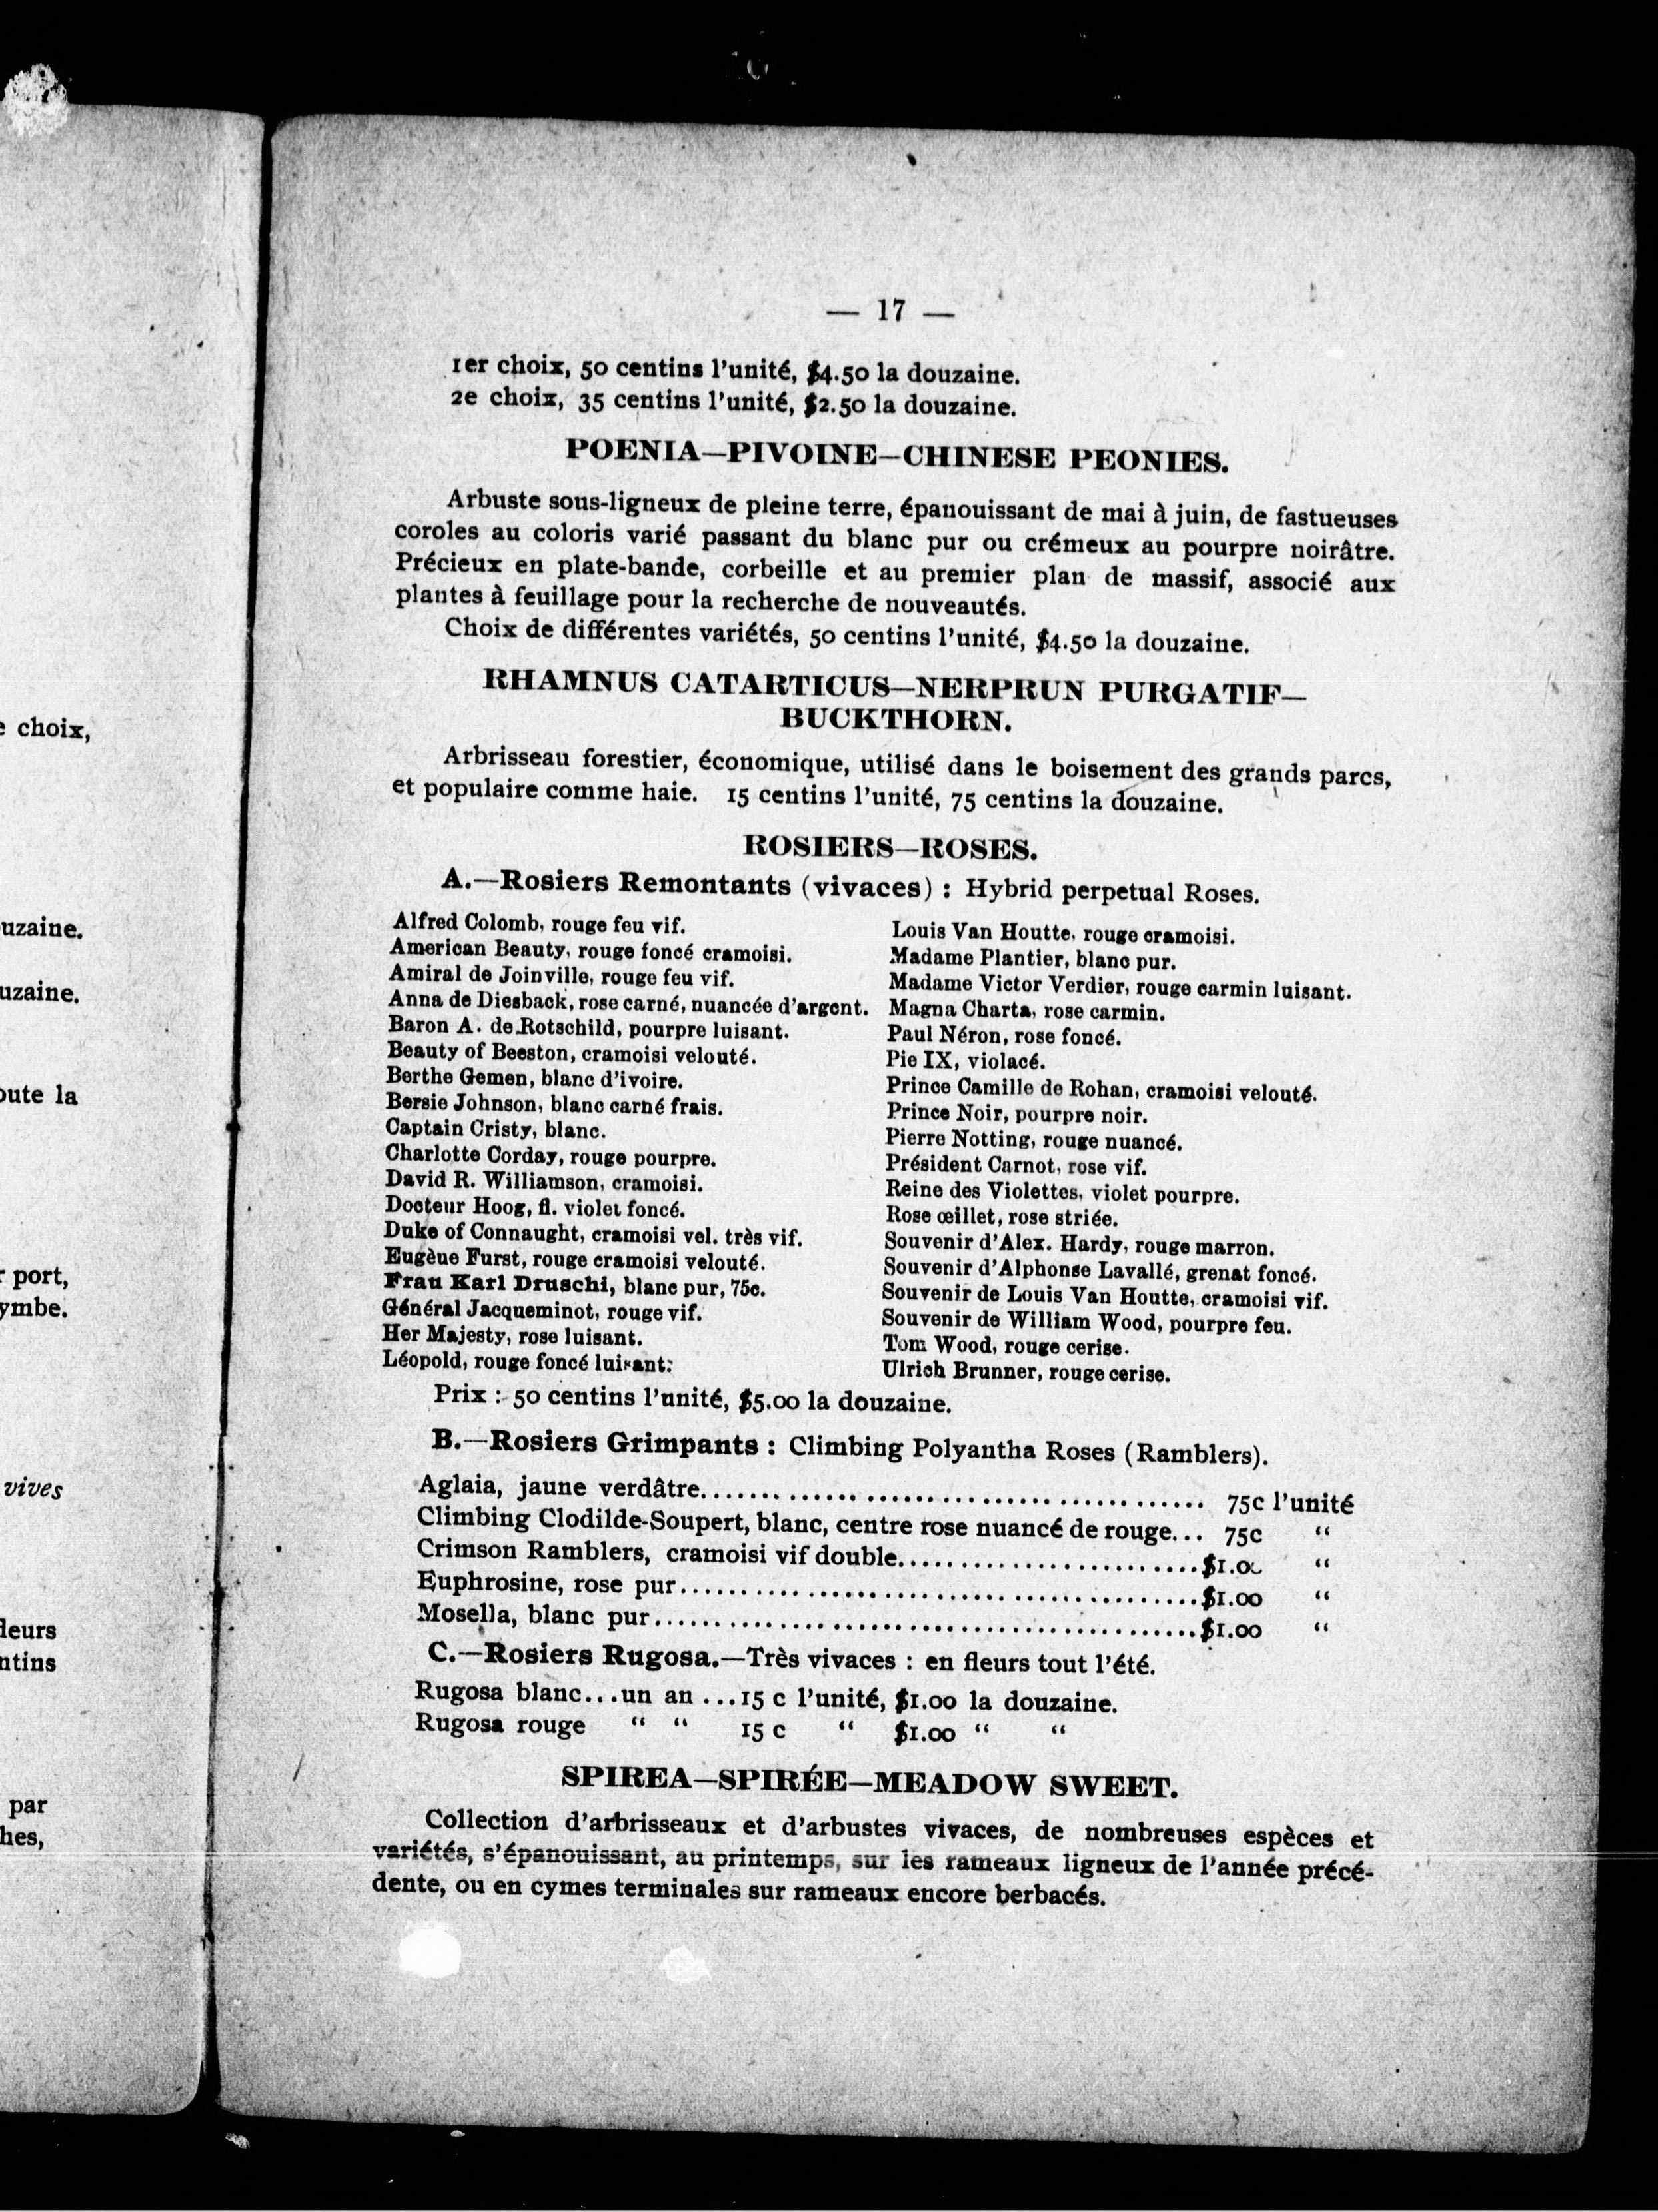 e choix,
uzaine.
uzaine.
oute la
r port,
ymbe.
vives
leurs
ntins
par
hes,
— 17 —
1er choix, 50 centins l'unité, $4.50 la douzaine.
2e choix, 35 centins l'unité, $2.50 la douzaine.
POENIA—PIVOINE—CHINESE PEONIES.
Arbuste sous-ligneux de pleine terre, épanouissant de mai à juin, de fastueuses
coroles au coloris varié passant du blanc pur ou crémeux au pourpre noirâtre.
Précieux en plate-bande, corbeille et au premier plan de massif, associé aux
plantes à feuillage pour la recherche de nouveautés.
Choix de différentes variétés, 50 centins l'unité, $4.50 la douzaine.
RHAMNUS CATARTICUS—NERPRUN PURGATIF—
BUCKTHORN.
Arbrisseau forestier, économique, utilisé dans le boisement des grands parcs,
et populaire comme haie. 15 centins l'unité, 75 centins la douzaine.
ROSIERS—ROSES.
A.—Rosiers Remontants (vivaces) : Hybrid perpetual Roses.
Alfred Colomb, rouge feu vif.
American Beauty, rouge foncé cramoisi.
Amiral de Joinville, rouge feu vif.
Anna de Diesback, rose carné, nuancée d'argent.
Baron A. de Rotschild, pourpre luisant.
Beauty of Beeston, cramoisi velouté.
Berthe Gemen, blanc d'ivoire.
Bersie Johnson, blanc carné frais.
Captain Cristy, blanc.
Charlotte Corday, rouge pourpre.
David R. Williamson, cramoisi.
Docteur Hoog, fl. violet foncé.
Duke of Connaught, cramoisi vel. très vif.
Eugèue Furst, rouge cramoisi velouté.
Frau Karl Druschi, blanc pur, 75c.
Général Jacqueminot, rouge vif.
Her Majesty, rose luisant.
Léopold, rouge foncé luisant:
Louis Van Houtte, rouge cramoisi.
Madame Plantier, blanc pur.
Madame Victor Verdier, rouge carmin luisant.
Magna Charta, rose carmin.
Paul Néron, rose foncé.
Pie IX, violacé.
Prince Camille de Rohan, cramoisi velouté.
Prince Noir, pourpre noir.
Pierre Notting, rouge nuancé.
Président Carnot, rose vif.
Reine des Violettes, violet pourpre.
Rose œillet, rose striée.
Souvenir d'Alex. Hardy, rouge marron.
Souvenir d'Alphonse Lavallé, grenat foncé.
Souvenir de Louis Van Houtte, cramoisi vif.
Souvenir de William Wood, pourpre feu.
Tom Wood, rouge cerise.
Ulrich Brunner, rouge cerise.
Prix : 50 centins l'unité, $5.00 la douzaine.
B.—Rosiers Grimpants : Climbing Polyantha Roses (Ramblers).
Aglaia, jaune verdâtre........................................ 75c l'unité
Climbing Clodilde-Soupert, blanc, centre rose nuancé de rouge... 75c “
Crimson Ramblers, cramoisi vif double.........................$1.00 “
Euphrosine, rose pur..........................................$1.00 “
Mosella, blanc pur............................................$1.00 “
C.—Rosiers Rugosa.—Très vivaces : en fleurs tout l'été.
Rugosa blanc...un an ...15 c l'unité, $1.00 la douzaine.
Rugosa rouge “ “ 15 c “ $1.00 “ “
SPIREA—SPIRÉE—MEADOW SWEET.
Collection d'arbrisseaux et d'arbustes vivaces, de nombreuses espèces et
variétés, s'épanouissant, au printemps, sur les rameaux ligneux de l'année précé-
dente, ou en cymes terminales sur rameaux encore berbacés.